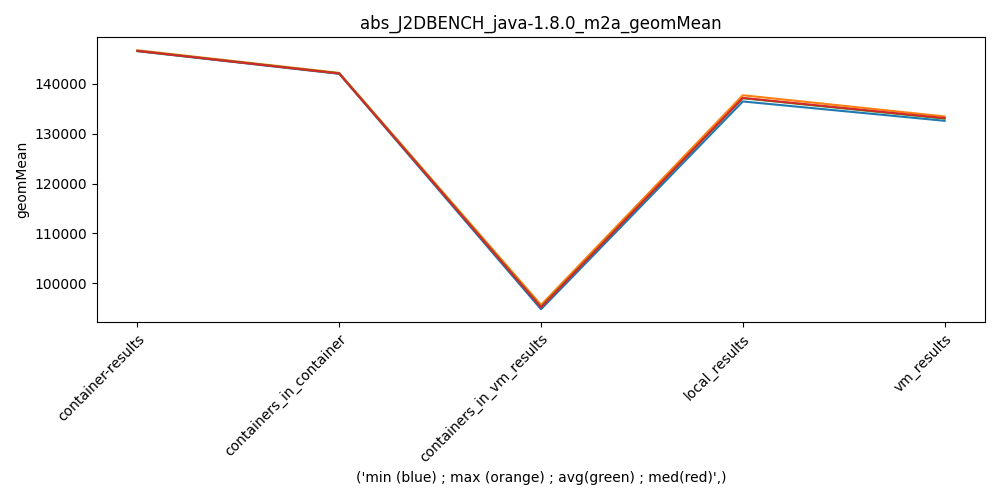 abs_J2DBENCH_java-1.8.0_m2a_geomMean
geomMean
140000
130000
120000
110000
100000
container-results
containers_in_container
containers_in_vm_results
local_results
vm_results
('min (blue) ; max (orange) ; avg(green) ; med(red)',)